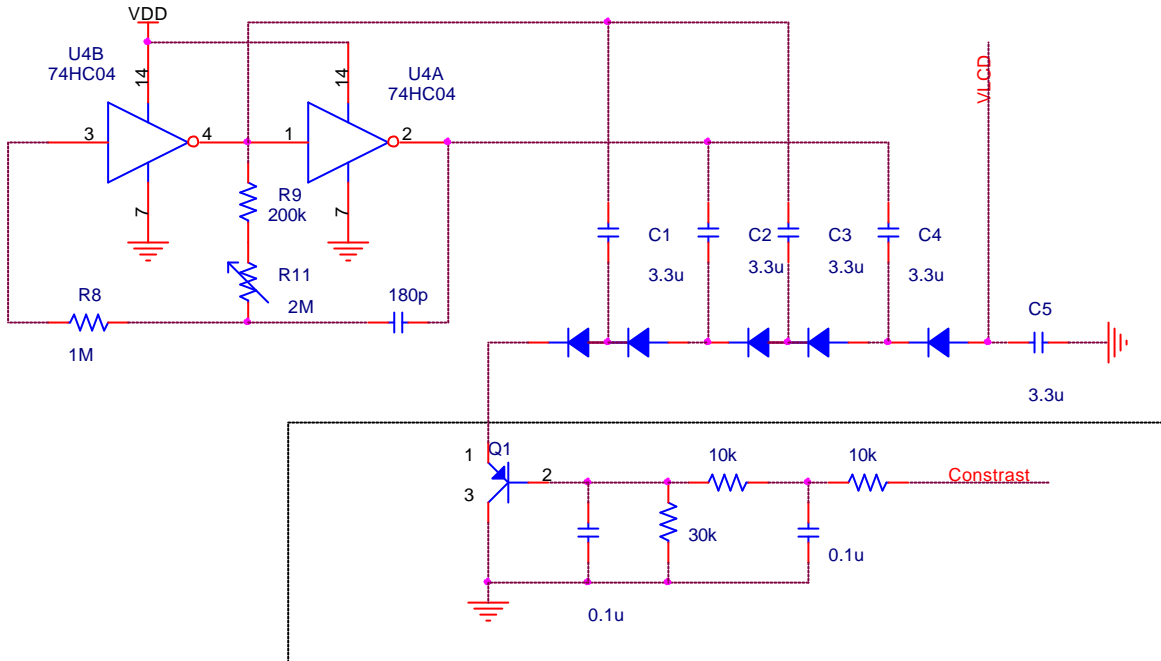 VDD
U4B
74HC04
U4A
74HC04
14
14
VLCD
3
4
1
2
7
7
R9
200k
R11
2M
R8
1M
180p
C1
3.3u
C2
3.3u
C3
3.3u
C4
3.3u
C5
3.3u
Q1
1
2
3
10k
10k
Constrast
30k
0.1u
0.1u